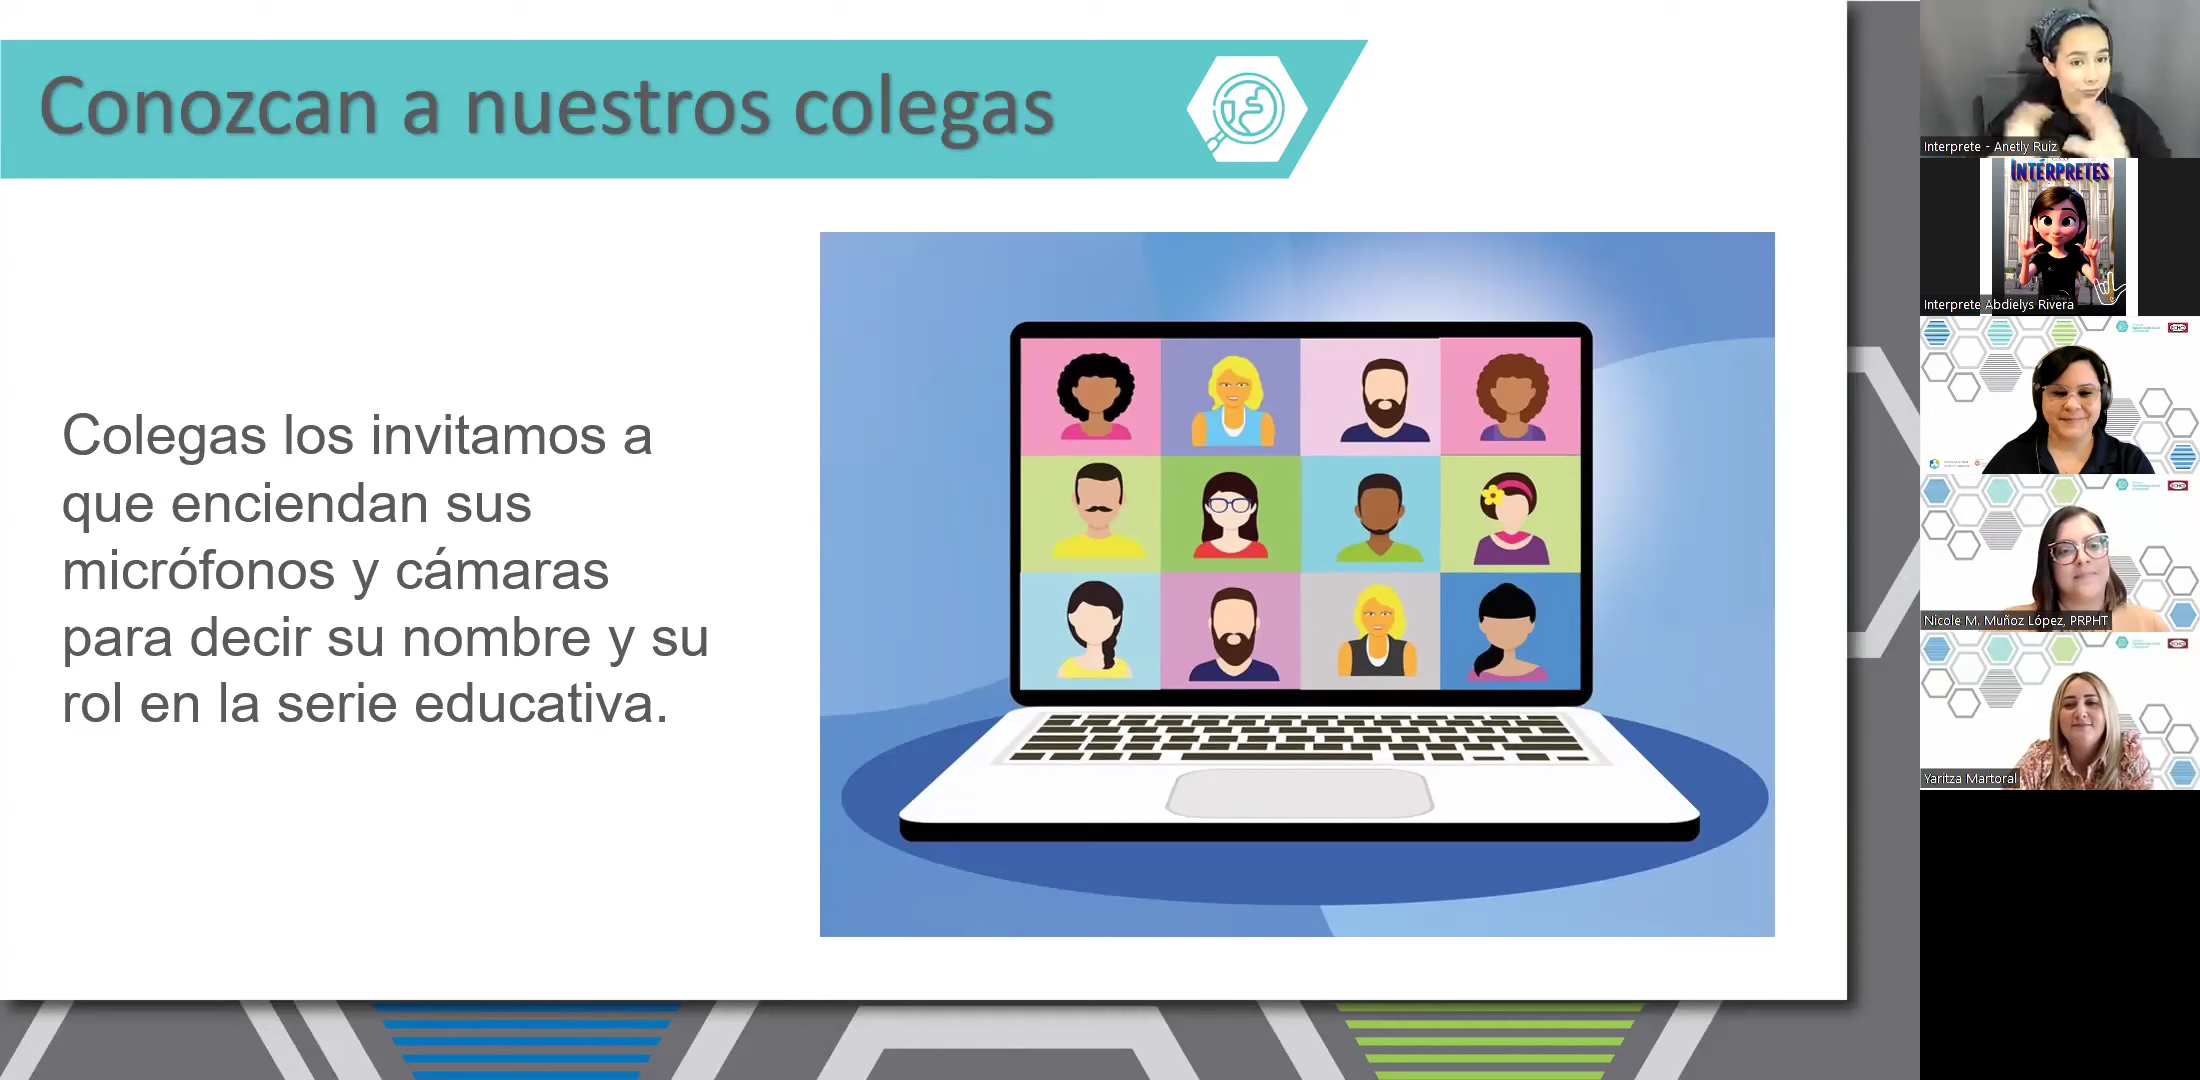 Conozcan a nuestros colegas
Colegas los invitamos a
que enciendan sus
micrófonos y cámaras
para decir su nombre y su
rol en la serie educativa.
Interprete - Anetly Ruiz
INTÉRPRETES
Interprete Abdielys Rivera
Nicole M. Muñoz López, PRPHT
Yaritza Martoral